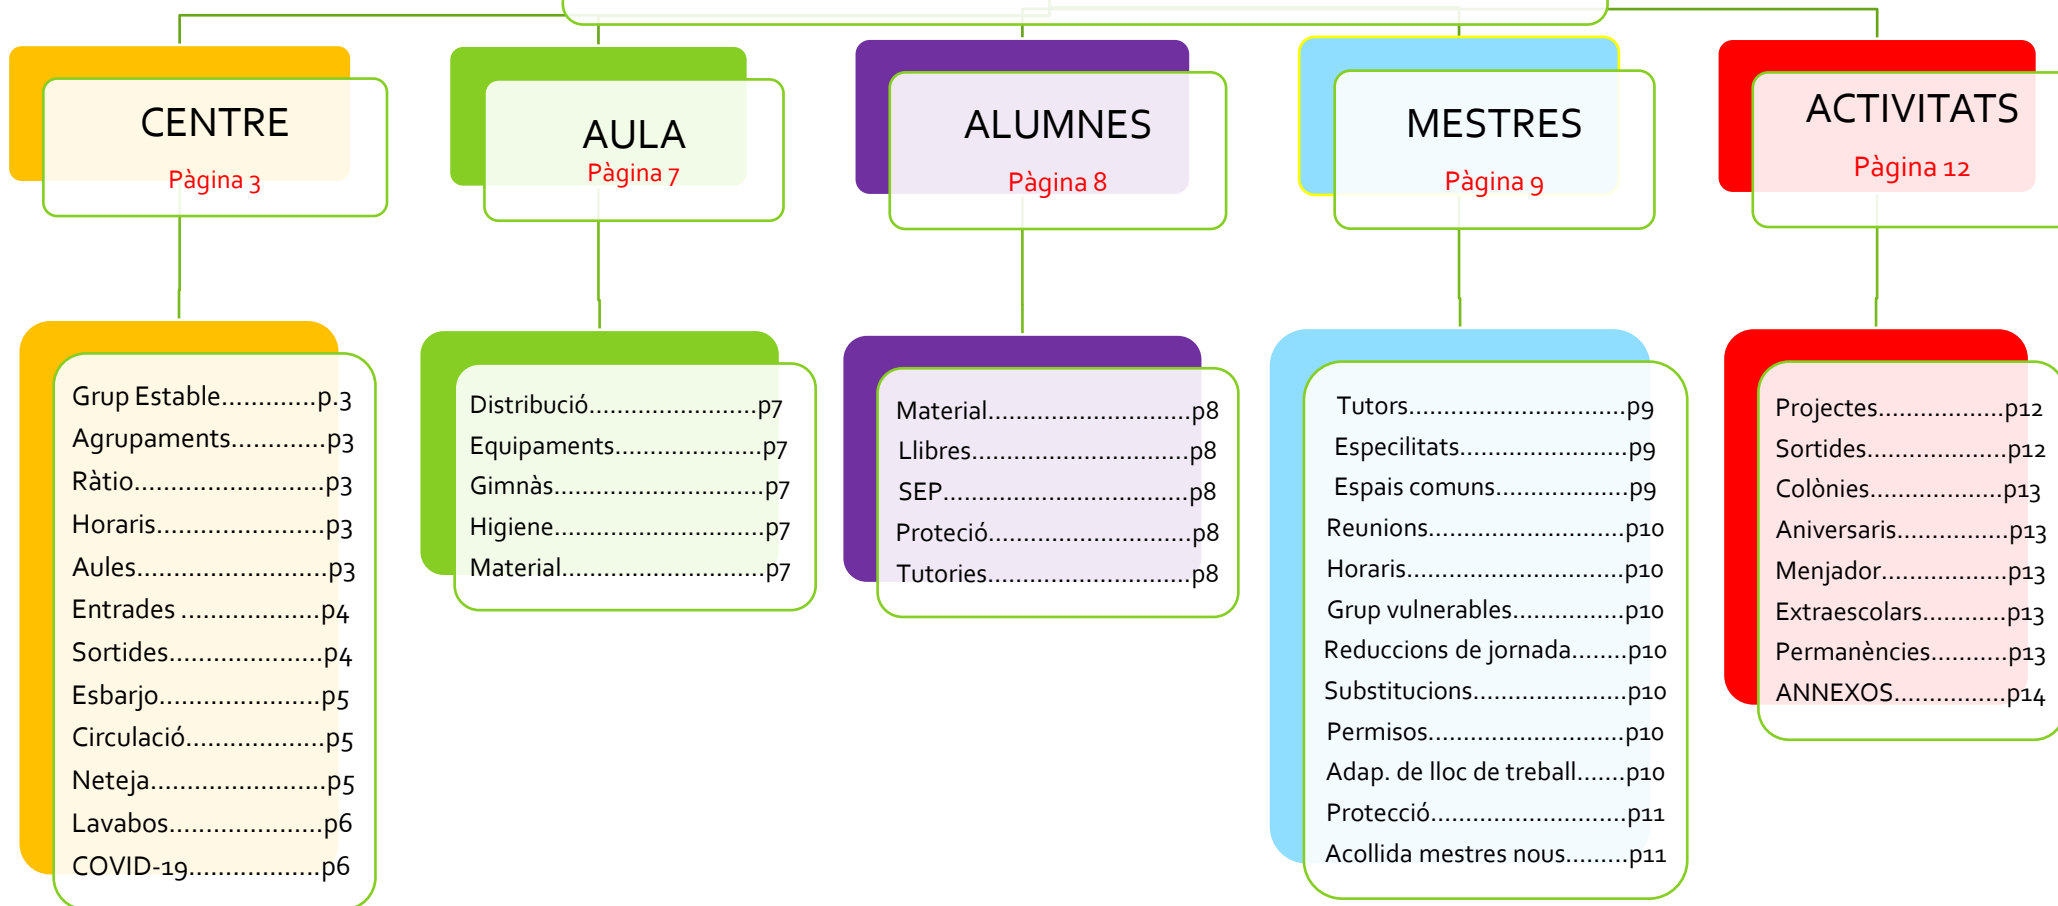 CENTRE
Pàgina 3
Grup Estable.............p.3
Agrupaments..............p3
Ràtio......................p3
Horaris....................p3
Aules.......................p3
Entrades ...................p4
Sortides.....................p4
Esbarjo......................p5
Circulació..................p5
Neteja.......................p5
Lavabos.....................p6
COVID-19..................p6
AULA
Pàgina 7
Distribució......................p7
Equipaments...................p7
Gimnàs...........................p7
Higiene...........................p7
Material..........................p7
ALUMNES
Pàgina 8
Material..........................p8
Llibres............................p8
SEP................................p8
Proteció.........................p8
Tutories..........................p8
MESTRES
Pàgina 9
Tutors............................p9
Especilitats.....................p9
Espais comuns.................p9
Reunions........................p10
Horaris...........................p10
Grup vulnerables..............p10
Reduccions de jornada.......p10
Substitucions...................p10
Permisos.........................p10
Adap. de lloc de treball.......p10
Protecció.........................p11
Acollida mestres nous.........p11
ACTIVITATS
Pàgina 12
Projectes.................p12
Sortides...................p12
Colònies...................p13
Aniversaris...............p13
Menjador.................p13
Extraescolars............p13
Permanències...........p13
ANNEXOS...............p14